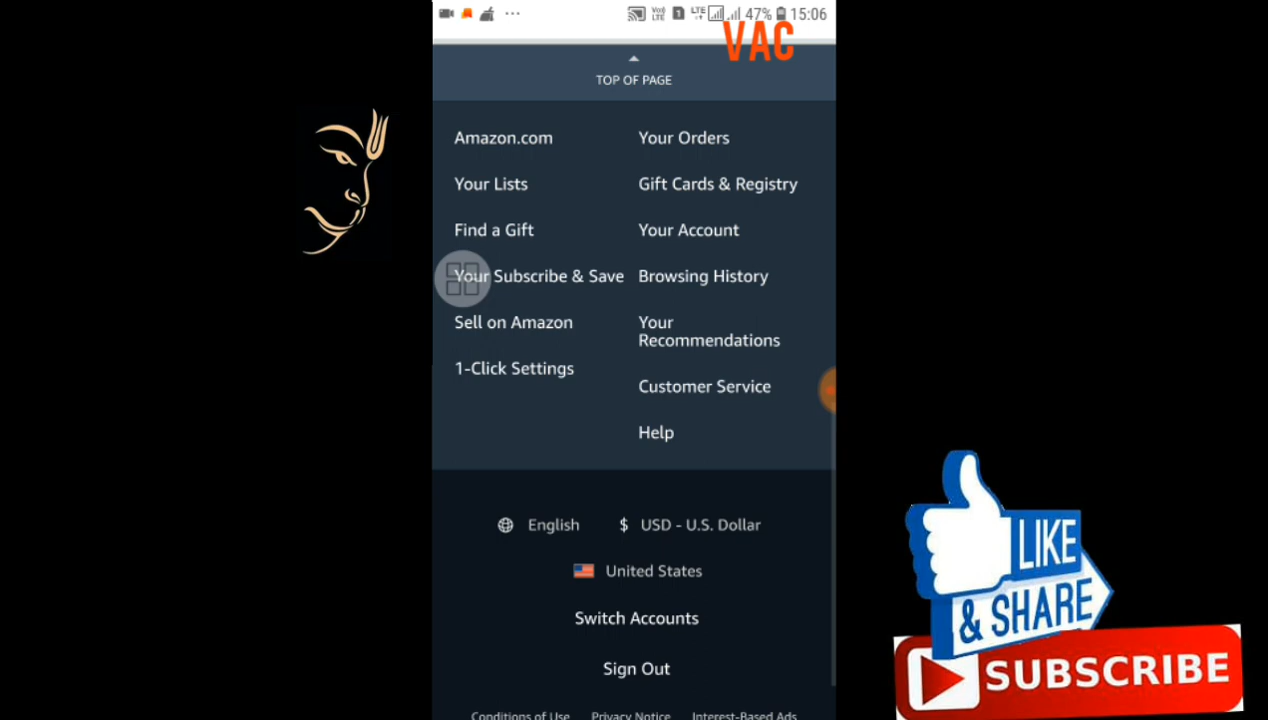 47% 15:06
VAC
TOP OF PAGE
Amazon.com
Your Orders
Your Lists
Gift Cards & Registry
Find a Gift
Your Account
Your Subscribe & Save
Browsing History
Sell on Amazon
Your
Recommendations
1-Click Settings
Customer Service
Help
English
$ USD - U.S. Dollar
United States
Switch Accounts
Sign Out
Conditions of Use
Privacy Notice
Interest-Based Ads
LIKE
& SHARE
SUBSCRIBE